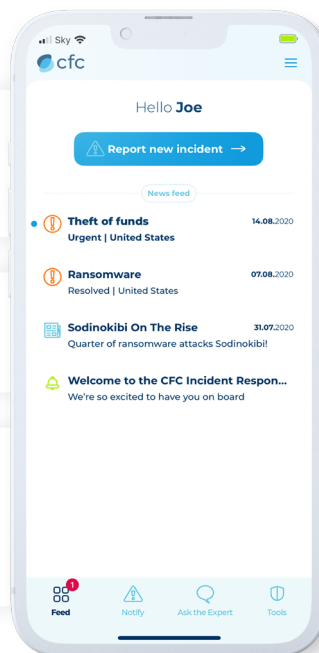 Sky
cfc
Hello Joe
Report new incident →
News feed
Theft of funds 14.08.2020
Urgent | United States
Ransomware 07.08.2020
Resolved | United States
Sodinokibi On The Rise 31.07.2020
Quarter of ransomware attacks Sodinokibi!
Welcome to the CFC Incident Respon...
We're so excited to have you on board
1
Feed Notify Ask the Expert Tools